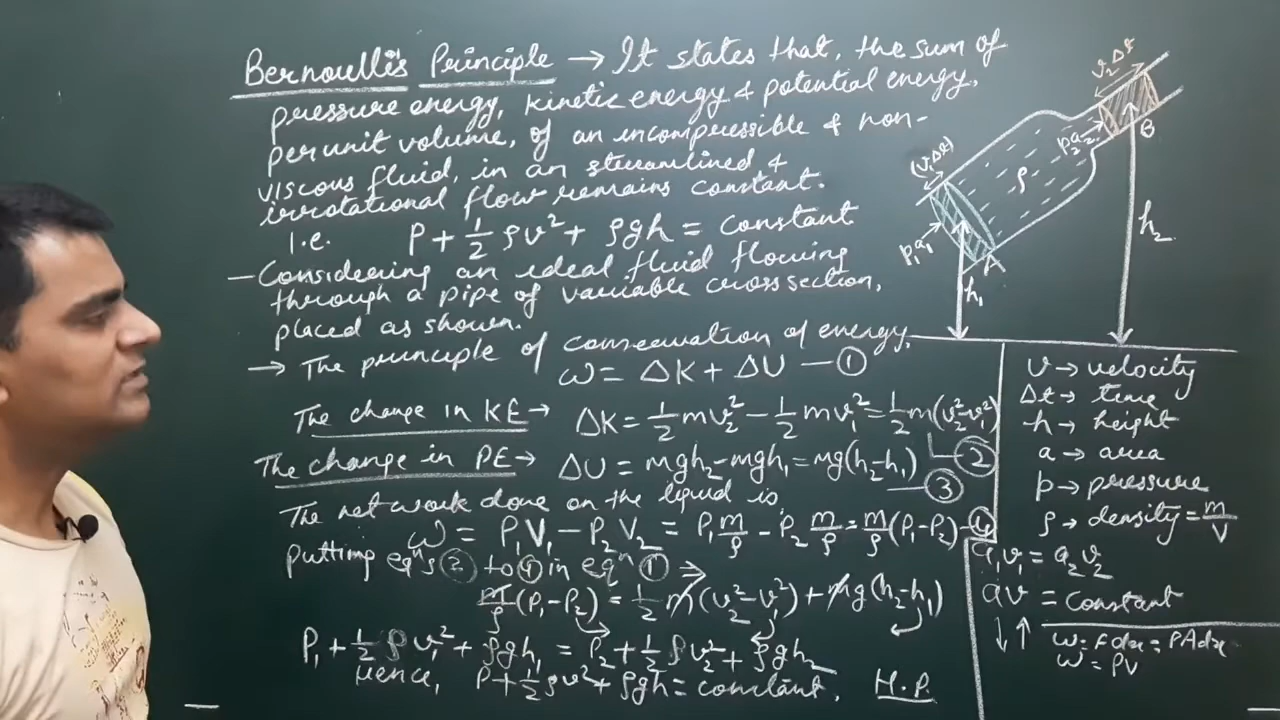 Bernoullis Principle → It states that, the sum of
pressure energy, kinetic energy & potential energy,
per unit volume, of an incompressible & non-
viscous fluid, in an streamlined &
irrotational flow remains constant.
i.e. P + 1/2 ρv² + ρgh = constant
– Considering an ideal fluid flowing
through a pipe of variable cross section,
placed as shown.
→ The principle of conservation of energy,
w = ΔK + ΔU — ①
The change in KE → ΔK = 1/2 mv₂² – 1/2 mv₁² = 1/2 m(v₂² – v₁²) — ②
The change in PE → ΔU = mgh₂ – mgh₁ = mg(h₂ – h₁) — ③
The net work done on the liquid is,
w = P₁V₁ – P₂V₂ = P₁ m/ρ – P₂ m/ρ = m/ρ (P₁ – P₂) – ④
putting eqⁿs ② to ④ in eqⁿ ① ⇒
m/ρ (P₁ – P₂) = 1/2 m(v₂² – v₁²) + mg(h₂ – h₁)
P₁ + 1/2 ρv₁² + ρgh₁ = P₂ + 1/2 ρv₂² + ρgh₂
Hence, P + 1/2 ρv² + ρgh = constant. H.P.
v₂Δt
B
p₂a₂
(v₁Δt)
ρ
p₁a₁
A
h₁
h₂
v → velocity
Δt → time
h → height
a → area
p → pressure
ρ → density = m/V
a₁v₁ = a₂v₂
av = constant
↓ ↑
w = Fdx = PAdx
w = PV